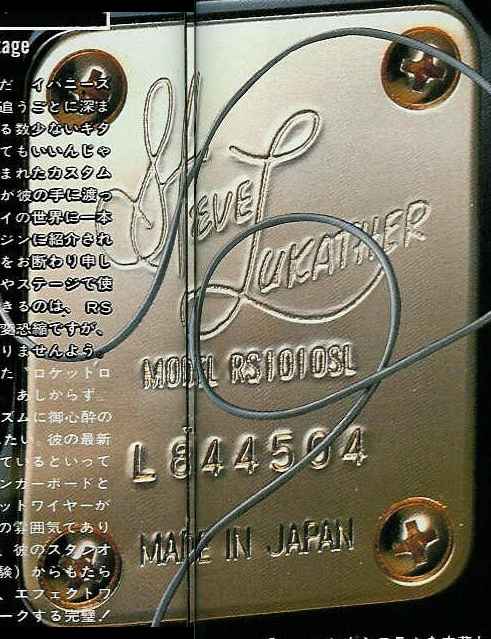 tage
だ イバニーズ
追うごとに深ま
る数少ないギタ
てもいいんじゃ
まれたカスタム
が彼の手に渡っ
イの世界に一本
ジンに紹介され
をお断わり申し
やステージで使
きるのは、RS
変恐縮ですが、
りませんよう。
た"ロケットロ
あしからず。
ズムに御心酔の
たい 彼の最新
ているといって
ンカーボードと
ットワイヤーが
の雰囲気であり
、彼のスタジオ
験）からもたら
、エフェクトワ
ークする完璧!
Steve Lukather
MODEL RS1010SL
L844504
MADE IN JAPAN